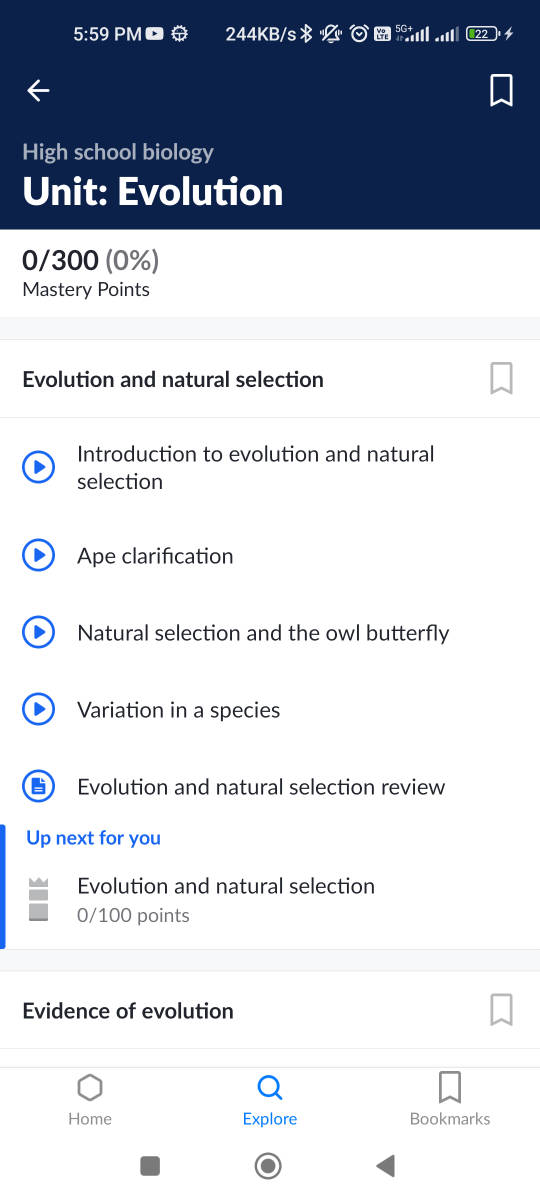 5:59 PM 244KB/s 5G+ 22
Vo LTE
High school biology
Unit: Evolution
0/300 (0%)
Mastery Points
Evolution and natural selection
Introduction to evolution and natural
selection
Ape clarification
Natural selection and the owl butterfly
Variation in a species
Evolution and natural selection review
Up next for you
Evolution and natural selection
0/100 points
Evidence of evolution
Home Explore Bookmarks